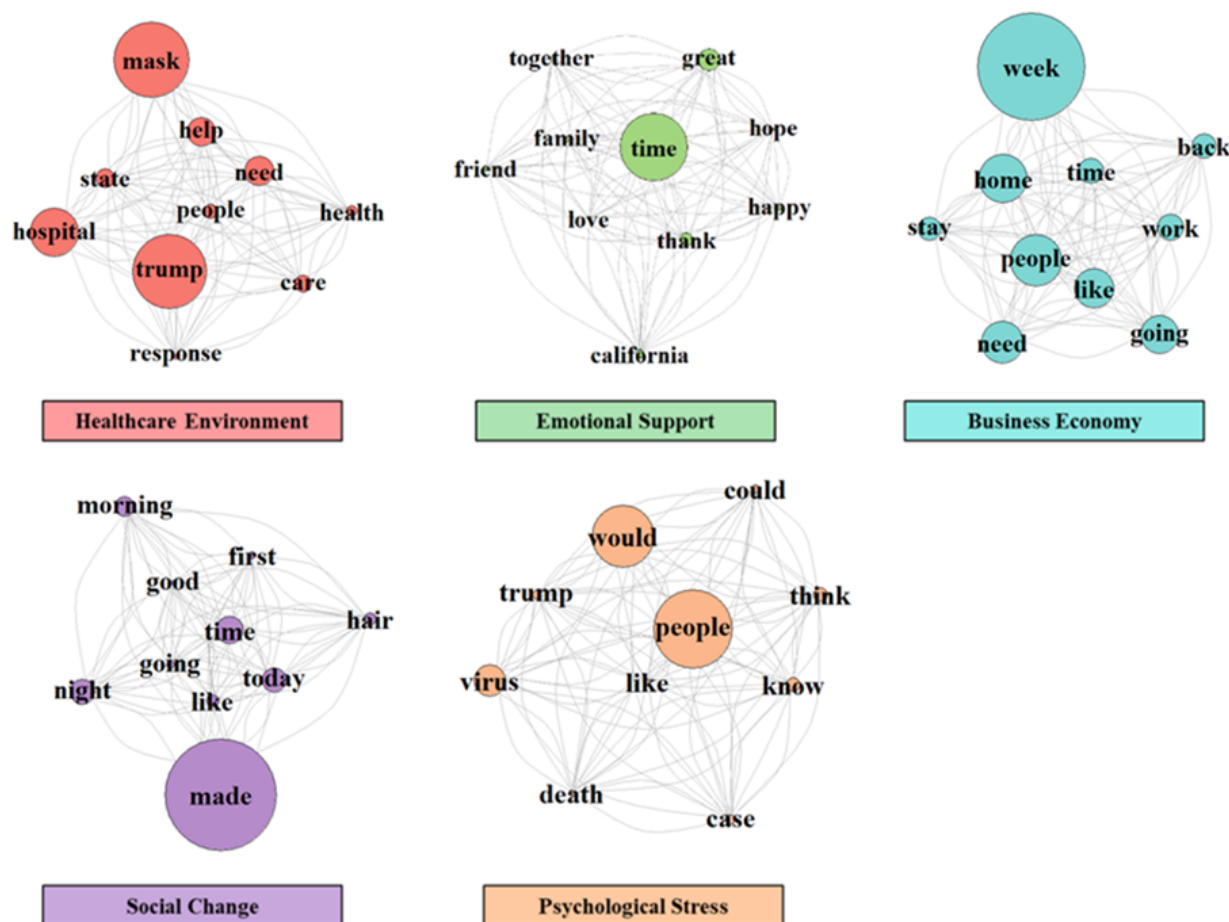 mask
help
need
state
people
health
hospital
trump
care
response
Healthcare Environment
together
great
family
time
hope
friend
love
happy
thank
california
Emotional Support
week
back
home
time
stay
work
people
like
need
going
Business Economy
morning
first
good
hair
time
going
today
night
like
made
Social Change
could
would
trump
think
people
virus
like
know
death
case
Psychological Stress